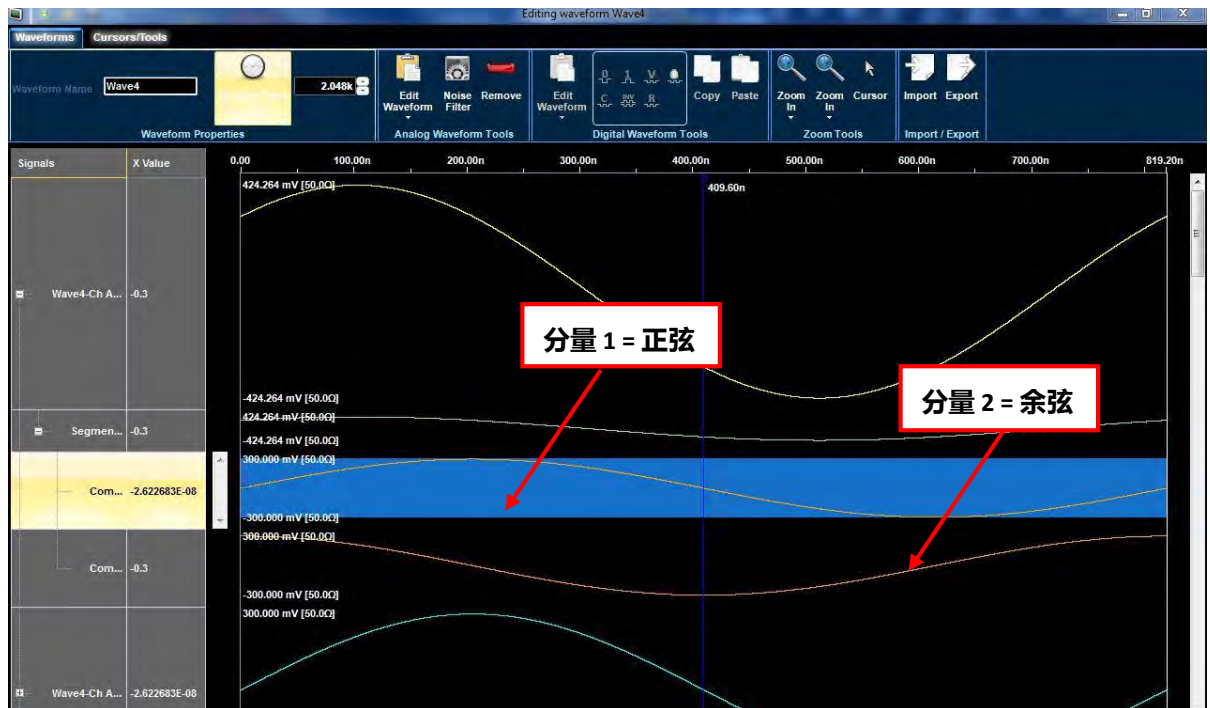 Editing waveform Wave4
Waveforms Cursors/Tools
Waveform Name Wave4 2.048k
Edit Waveform Noise Filter Remove
Edit Waveform 0 1 V C INV R Copy Paste
Zoom In Zoom In Cursor
Import Export
Waveform Properties Analog Waveform Tools Digital Waveform Tools Zoom Tools Import / Export
Signals X Value 0.00 100.00n 200.00n 300.00n 400.00n 500.00n 600.00n 700.00n 819.20n
424.264 mV [50.0Ω] 409.60n
Wave4-Ch A... -0.3
分量 1 = 正弦
分量 2 = 余弦
-424.264 mV [50.0Ω]
424.264 mV [50.0Ω]
Segmen... -0.3
-424.264 mV [50.0Ω]
300.000 mV [50.0Ω]
Com... -2.622683E-08
-300.000 mV [50.0Ω]
300.000 mV [50.0Ω]
Com... -0.3
-300.000 mV [50.0Ω]
300.000 mV [50.0Ω]
Wave4-Ch A... -2.622683E-08